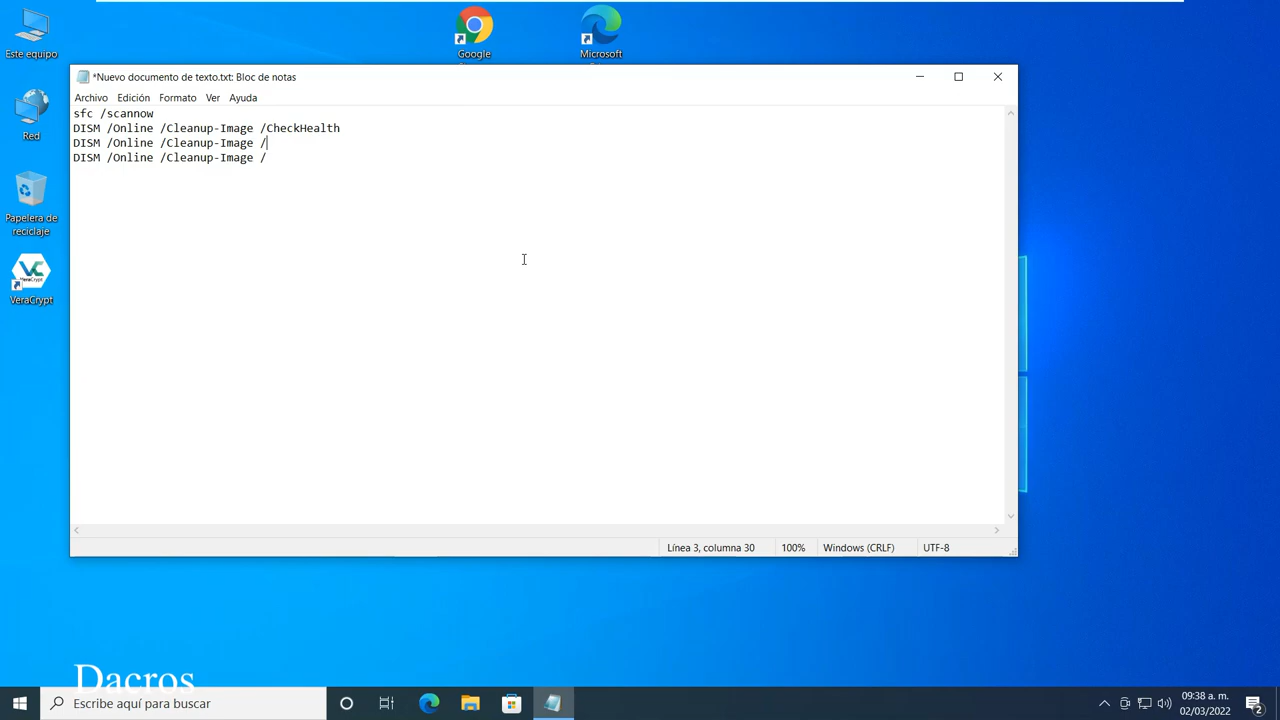 Este equipo
Google
Microsoft
Red
Papelera de
reciclaje
VeraCrypt
*Nuevo documento de texto.txt: Bloc de notas
Archivo Edición Formato Ver Ayuda
sfc /scannow
DISM /Online /Cleanup-Image /CheckHealth
DISM /Online /Cleanup-Image /
DISM /Online /Cleanup-Image /
Línea 3, columna 30 100% Windows (CRLF) UTF-8
Dacros
Escribe aquí para buscar
09:38 a. m.
02/03/2022
2